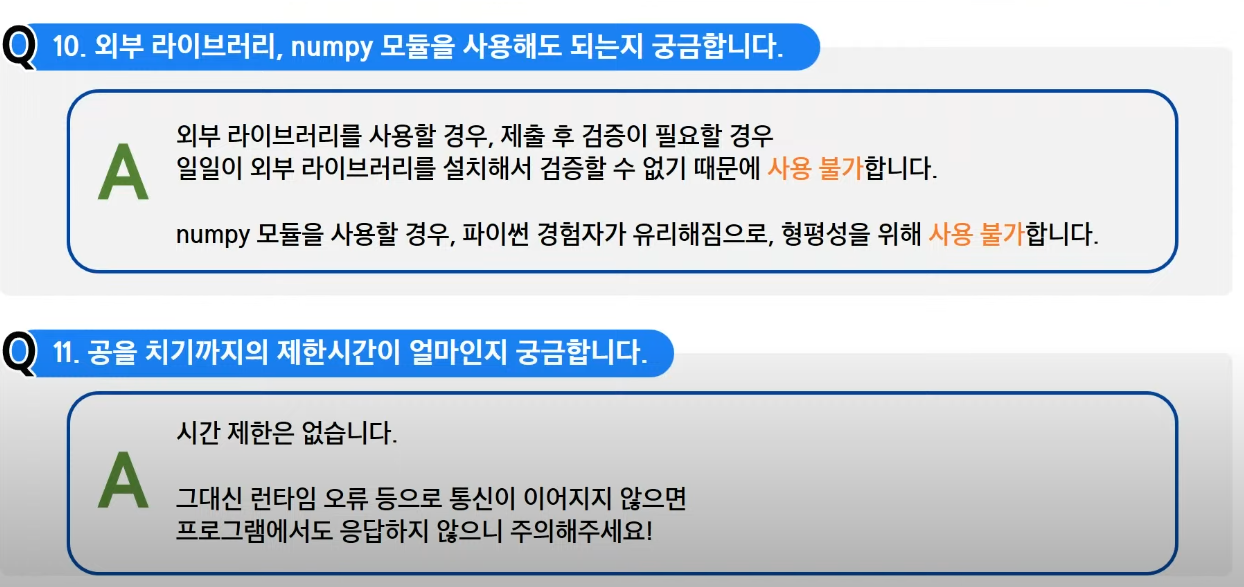 Q 10. 외부 라이브러리, numpy 모듈을 사용해도 되는지 궁금합니다.
A
외부 라이브러리를 사용할 경우, 제출 후 검증이 필요할 경우
일일이 외부 라이브러리를 설치해서 검증할 수 없기 때문에 사용 불가합니다.
numpy 모듈을 사용할 경우, 파이썬 경험자가 유리해짐으로, 형평성을 위해 사용 불가합니다.
Q 11. 공을 치기까지의 제한시간이 얼마인지 궁금합니다.
A
시간 제한은 없습니다.
그대신 런타임 오류 등으로 통신이 이어지지 않으면
프로그램에서도 응답하지 않으니 주의해주세요!